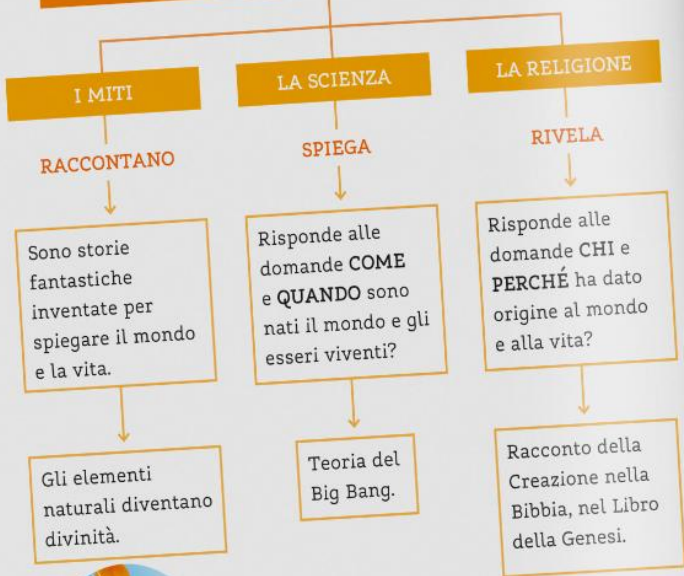 I MITI
RACCONTANO
Sono storie
fantastiche
inventate per
spiegare il mondo
e la vita.
Gli elementi
naturali diventano
divinità.
LA SCIENZA
SPIEGA
Risponde alle
domande COME
e QUANDO sono
nati il mondo e gli
esseri viventi?
Teoria del
Big Bang.
LA RELIGIONE
RIVELA
Risponde alle
domande CHI e
PERCHÉ ha dato
origine al mondo
e alla vita?
Racconto della
Creazione nella
Bibbia, nel Libro
della Genesi.